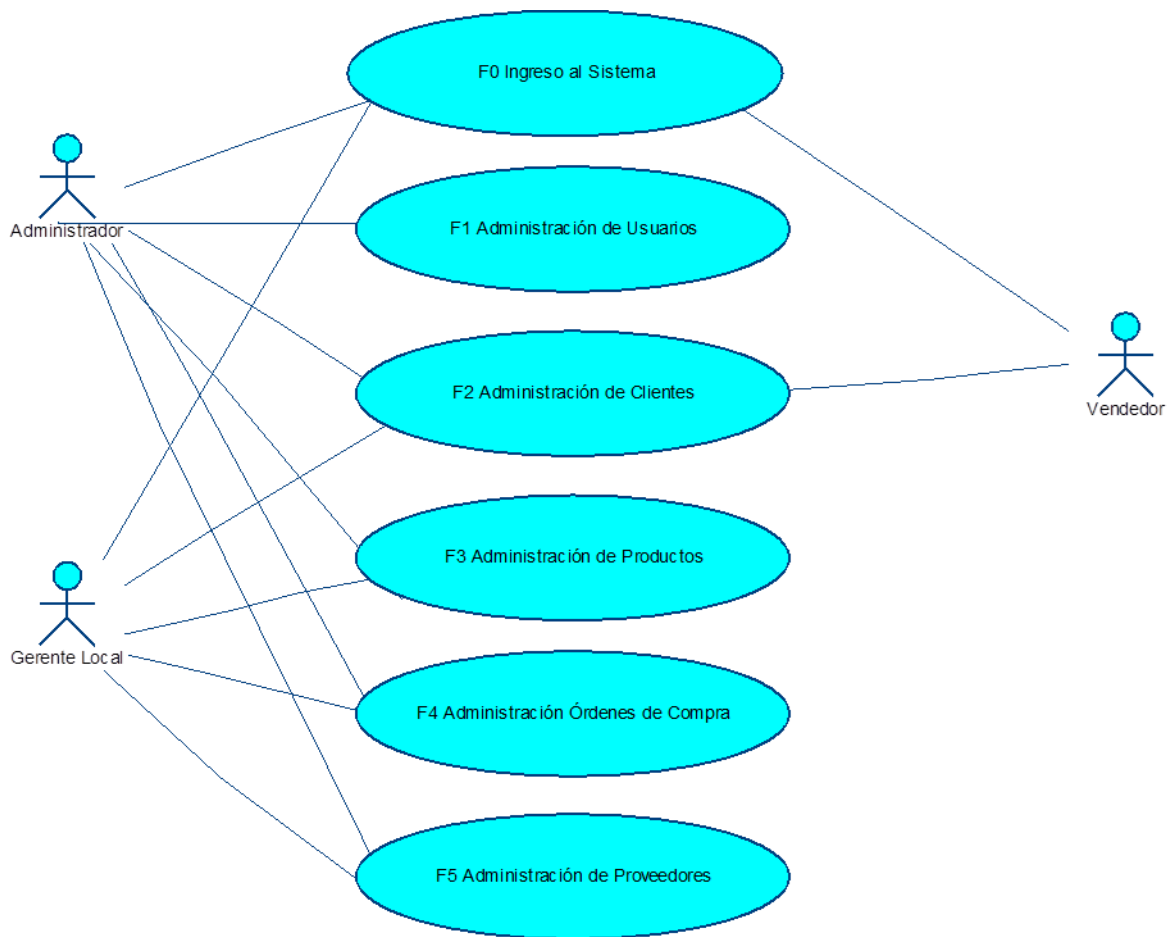 F0 Ingreso al Sistema
Administrador
F1 Administración de Usuarios
F2 Administración de Clientes
Vendedor
F3 Administración de Productos
Gerente Local
F4 Administración Órdenes de Compra
F5 Administración de Proveedores